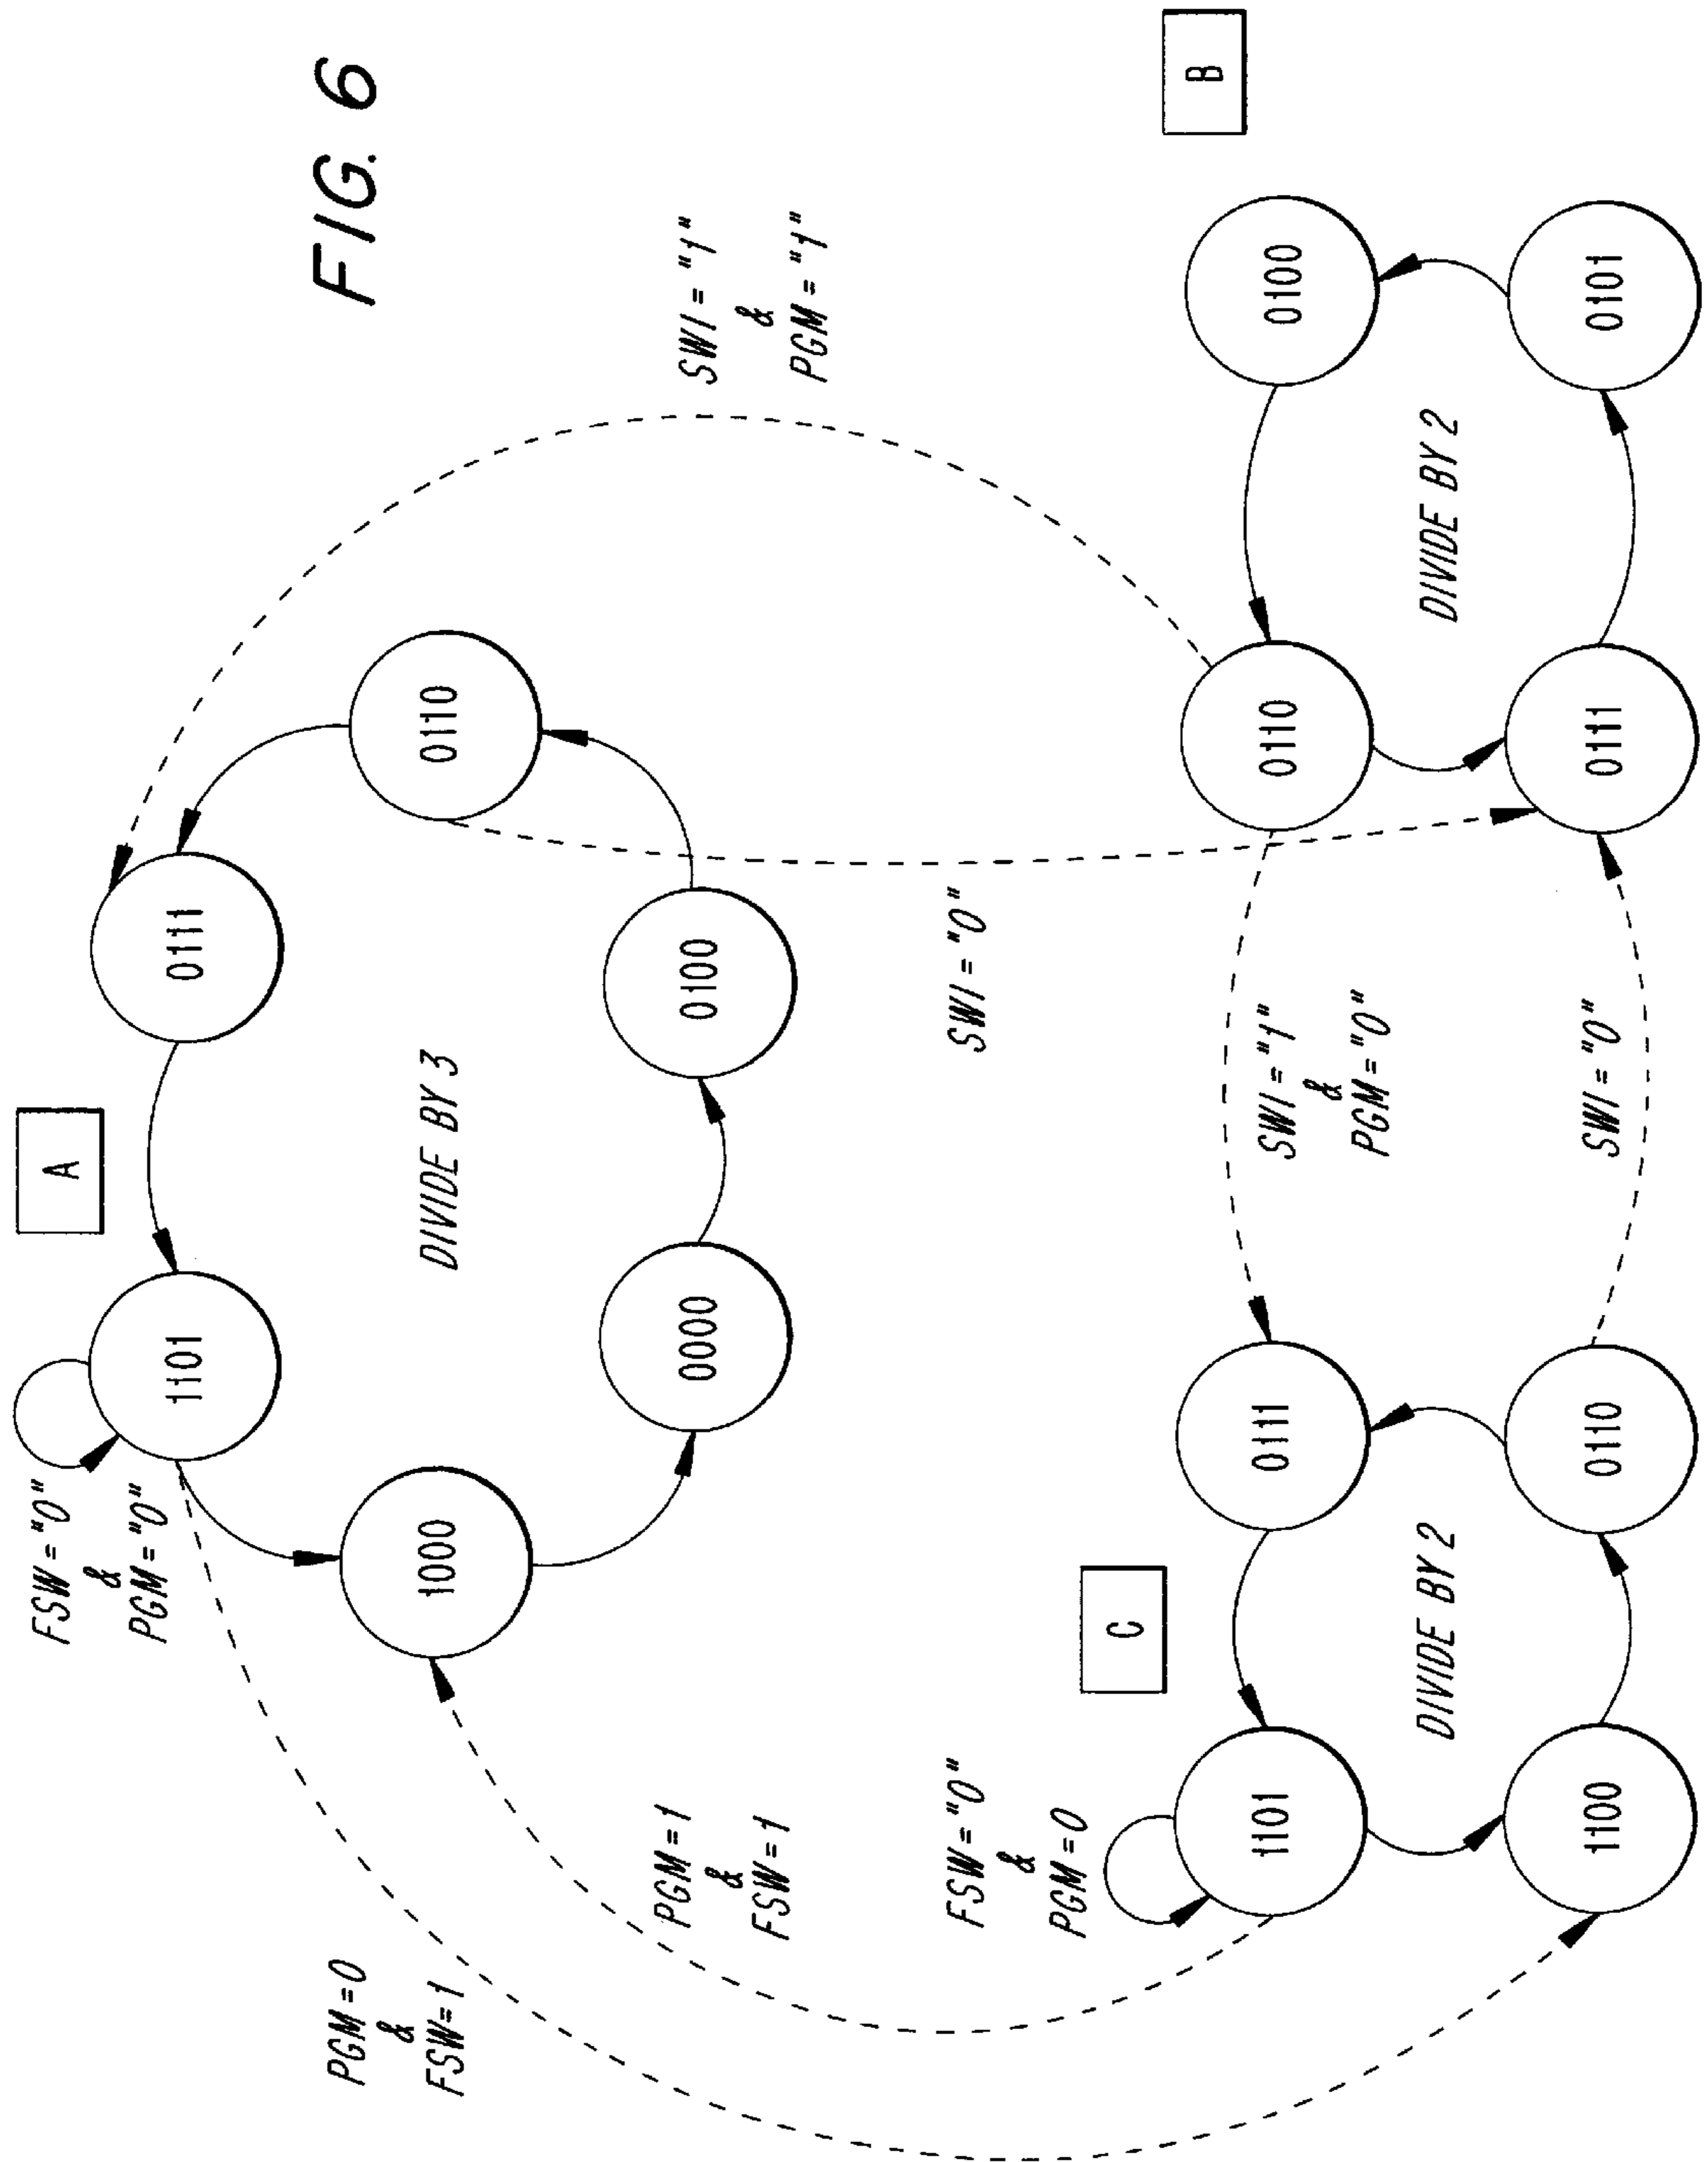 FSW="0"
&
PGM="0"
A
1101
0111
PGM=0
&
FSW=1
FIG. 6
1000
DIVIDE BY 3
0110
0000
0100
PGM=1
&
FSW=1
SWI="1"
&
PGM="1"
FSW="0"
&
PGM=0
SWI="0"
C
B
1101
0111
SWI="1"
&
PGM="0"
0110
0100
DIVIDE BY 2
DIVIDE BY 2
1100
0110
SWI="0"
0111
0101